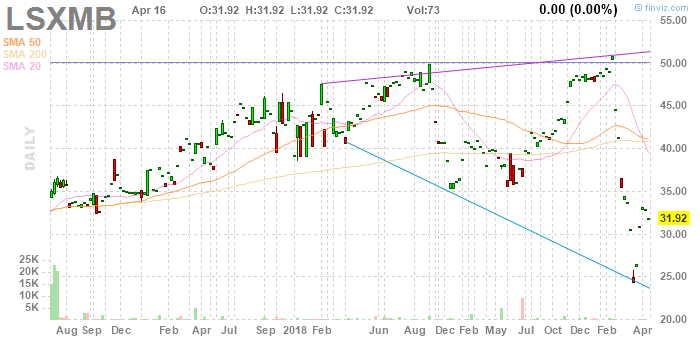 LSXMB
Apr 16 O:31.92 H:31.92 L:31.92 C:31.92 Vol:73 0.00 (0.00%)
© finviz.com
SMA 50
SMA 200
SMA 20
DAILY
55.00
50.00
45.00
40.00
35.00
31.92
30.00
25.00
20.00
25K
20K
15K
10K
Aug Sep Dec Feb Apr Jul Sep 2018 Feb Jun Aug Dec Feb May Jul Oct Dec Feb Apr